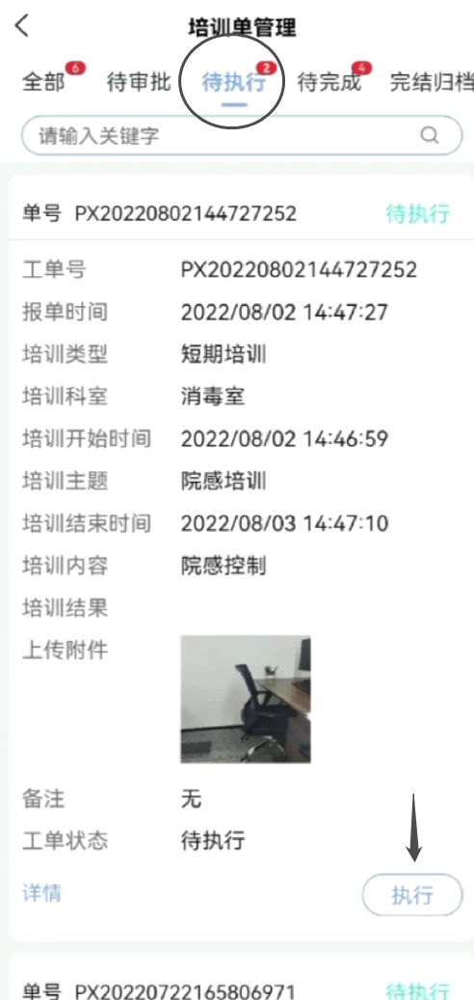 培训单管理
全部 6 待审批 待执行 2 待完成 4 完结归档
请输入关键字
单号 PX20220802144727252 待执行
工单号 PX20220802144727252
报单时间 2022/08/02 14:47:27
培训类型 短期培训
培训科室 消毒室
培训开始时间 2022/08/02 14:46:59
培训主题 院感培训
培训结束时间 2022/08/03 14:47:10
培训内容 院感控制
培训结果
上传附件
备注 无
工单状态 待执行
详情 执行
单号 PX20220722165806971 待执行